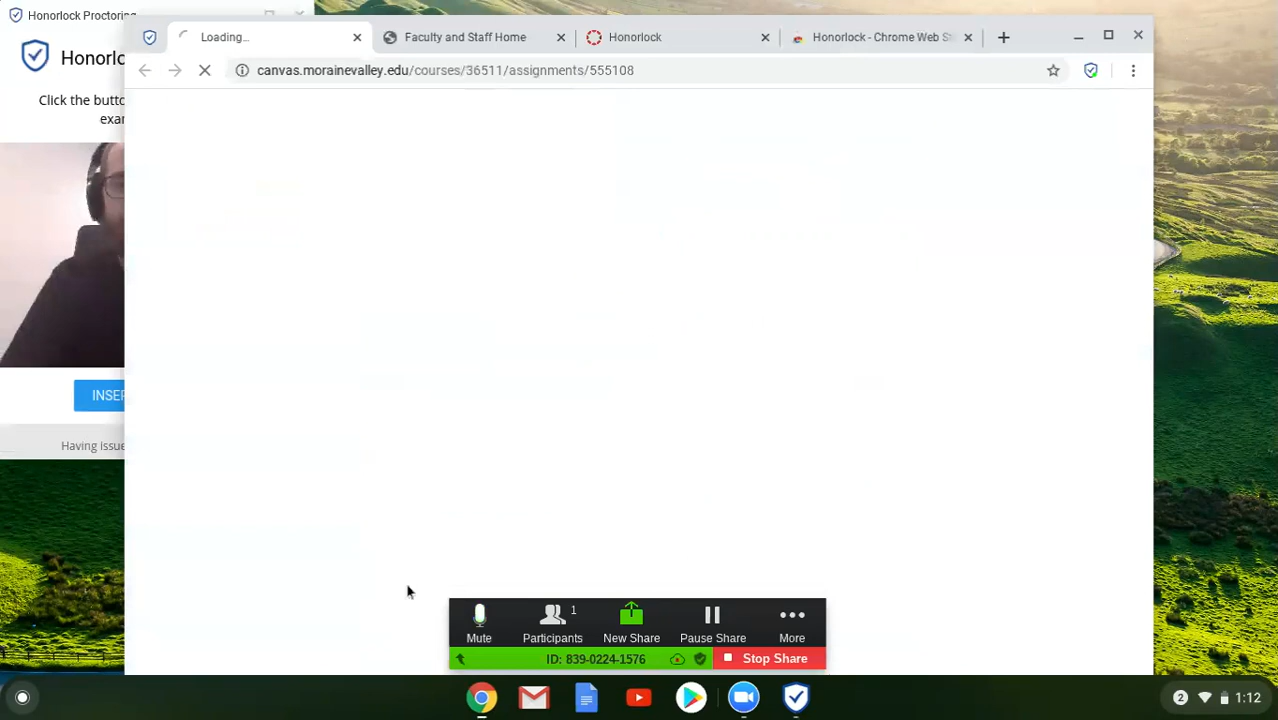 Honorlock Proctoring
Honorlo
Click the butto
exan
INSER
Having issue
Loading...
Faculty and Staff Home
Honorlock
Honorlock - Chrome Web St
canvas.morainevalley.edu/courses/36511/assignments/555108
1
Mute
Participants
New Share
Pause Share
More
ID: 839-0224-1576
Stop Share
2
1:12